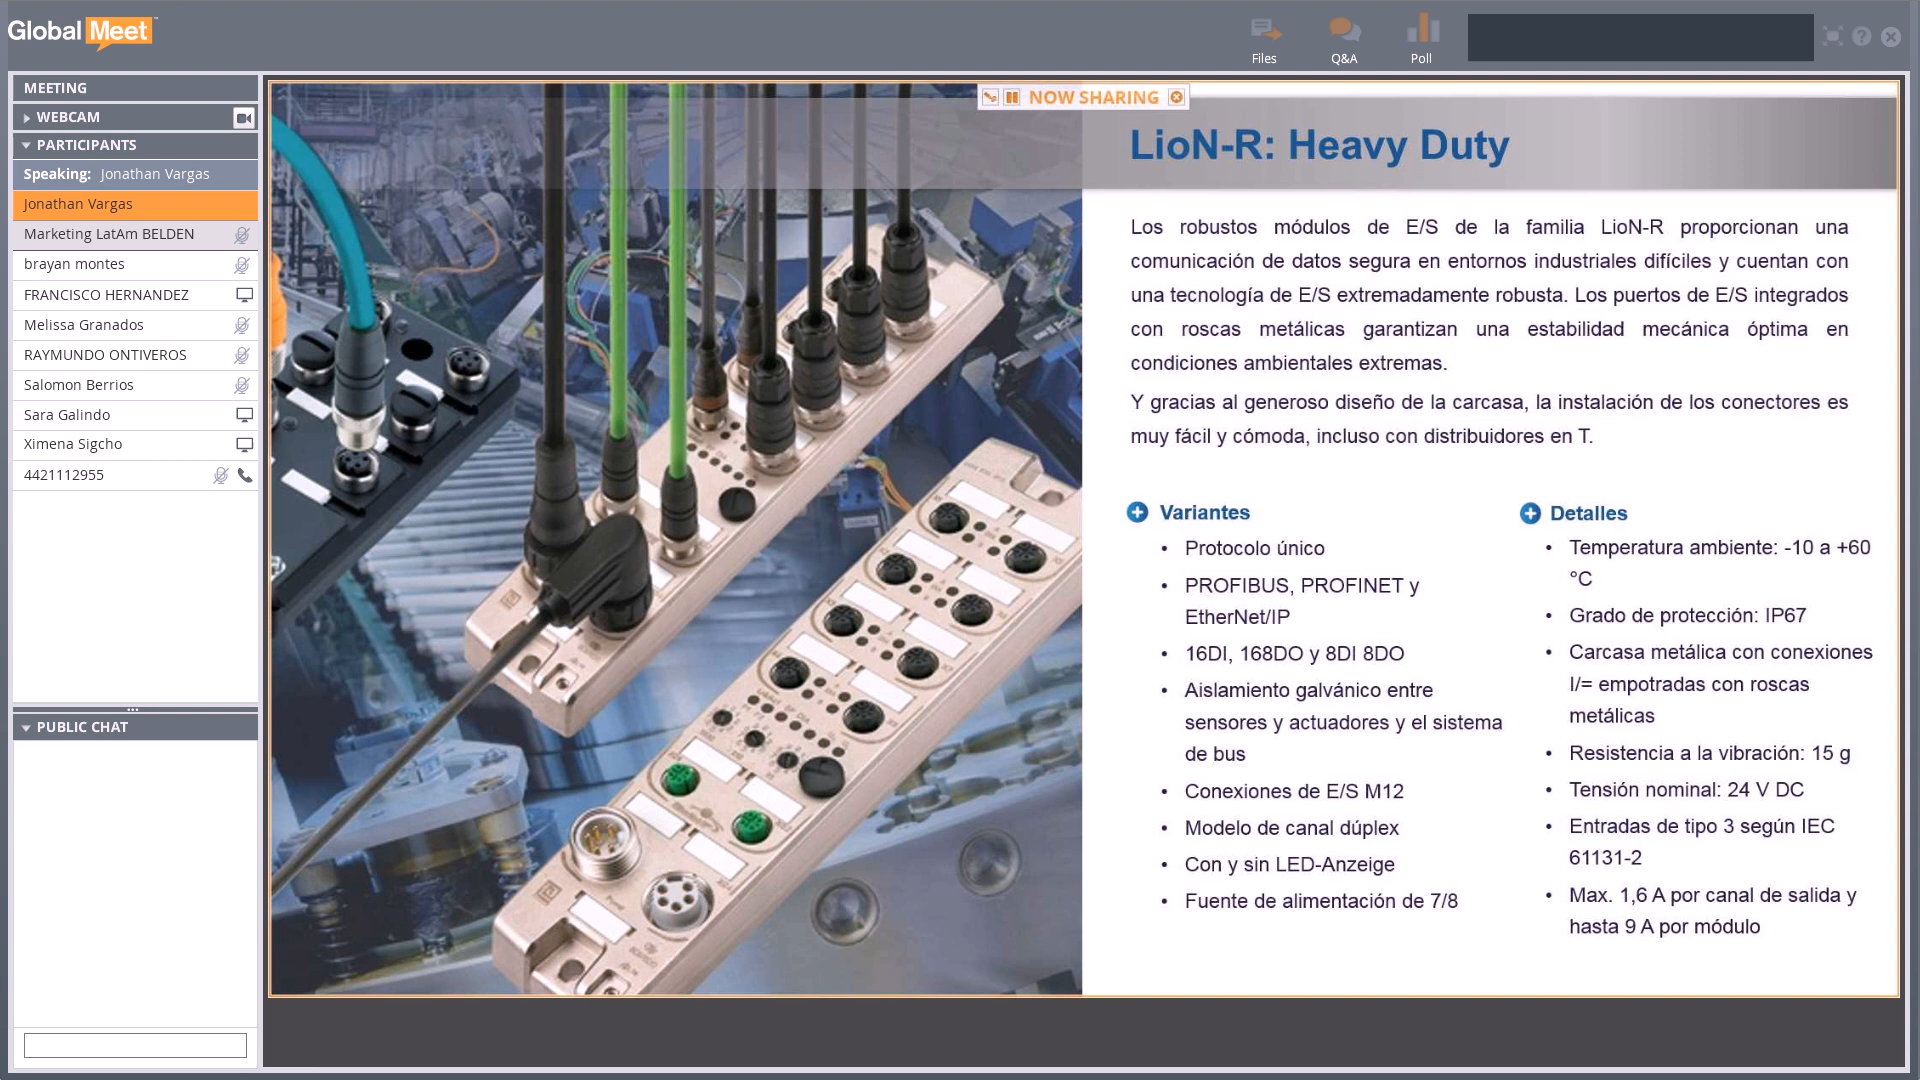 Global Meet
Files
Q&A
Poll
MEETING
WEBCAM
PARTICIPANTS
Speaking: Jonathan Vargas
Jonathan Vargas
Marketing LatAm BELDEN
brayan montes
FRANCISCO HERNANDEZ
Melissa Granados
RAYMUNDO ONTIVEROS
Salomon Berrios
Sara Galindo
Ximena Sigcho
4421112955
PUBLIC CHAT
NOW SHARING
LioN-R: Heavy Duty
Los robustos módulos de E/S de la familia LioN-R proporcionan una
comunicación de datos segura en entornos industriales difíciles y cuentan con
una tecnología de E/S extremadamente robusta. Los puertos de E/S integrados
con roscas metálicas garantizan una estabilidad mecánica óptima en
condiciones ambientales extremas.
Y gracias al generoso diseño de la carcasa, la instalación de los conectores es
muy fácil y cómoda, incluso con distribuidores en T.
Variantes
• Protocolo único
• PROFIBUS, PROFINET y
EtherNet/IP
• 16DI, 168DO y 8DI 8DO
• Aislamiento galvánico entre
sensores y actuadores y el sistema
de bus
• Conexiones de E/S M12
• Modelo de canal dúplex
• Con y sin LED-Anzeige
• Fuente de alimentación de 7/8
Detalles
• Temperatura ambiente: -10 a +60
°C
• Grado de protección: IP67
• Carcasa metálica con conexiones
I/= empotradas con roscas
metálicas
• Resistencia a la vibración: 15 g
• Tensión nominal: 24 V DC
• Entradas de tipo 3 según IEC
61131-2
• Max. 1,6 A por canal de salida y
hasta 9 A por módulo